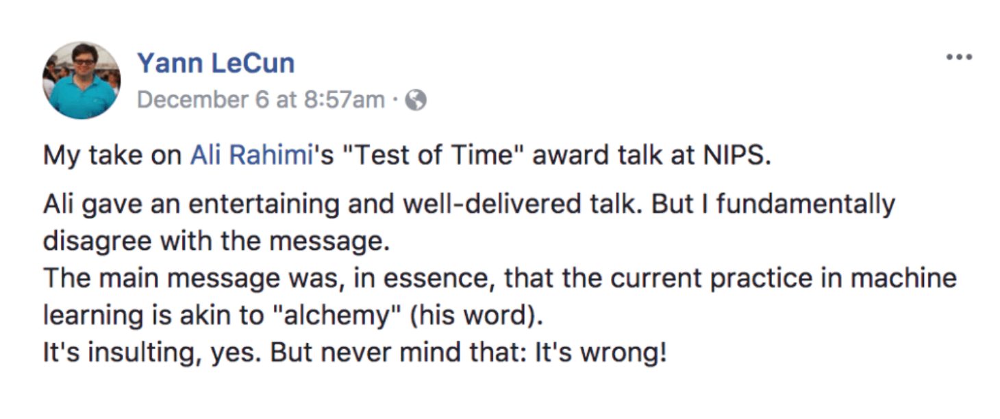 Yann LeCun
December 6 at 8:57am ·
My take on Ali Rahimi's "Test of Time" award talk at NIPS.
Ali gave an entertaining and well-delivered talk. But I fundamentally
disagree with the message.
The main message was, in essence, that the current practice in machine
learning is akin to "alchemy" (his word).
It's insulting, yes. But never mind that: It's wrong!